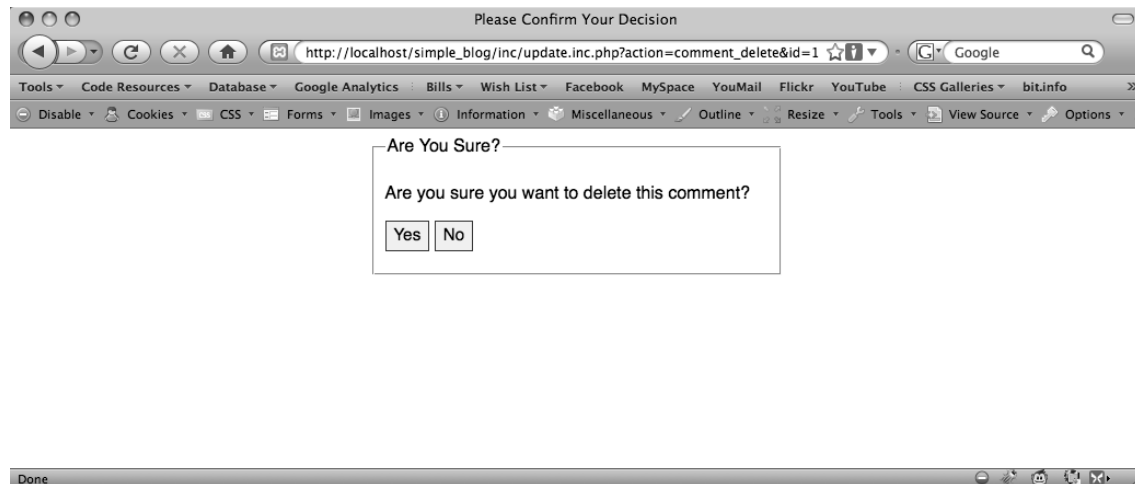 Please Confirm Your Decision
http://localhost/simple_blog/inc/update.inc.php?action=comment_delete&id=1 G Google
Tools Code Resources Database Google Analytics Bills Wish List Facebook MySpace YouMail Flickr YouTube CSS Galleries bit.info
Disable Cookies CSS Forms Images Information Miscellaneous Outline Resize Tools View Source Options
Are You Sure?
Are you sure you want to delete this comment?
Yes No
Done